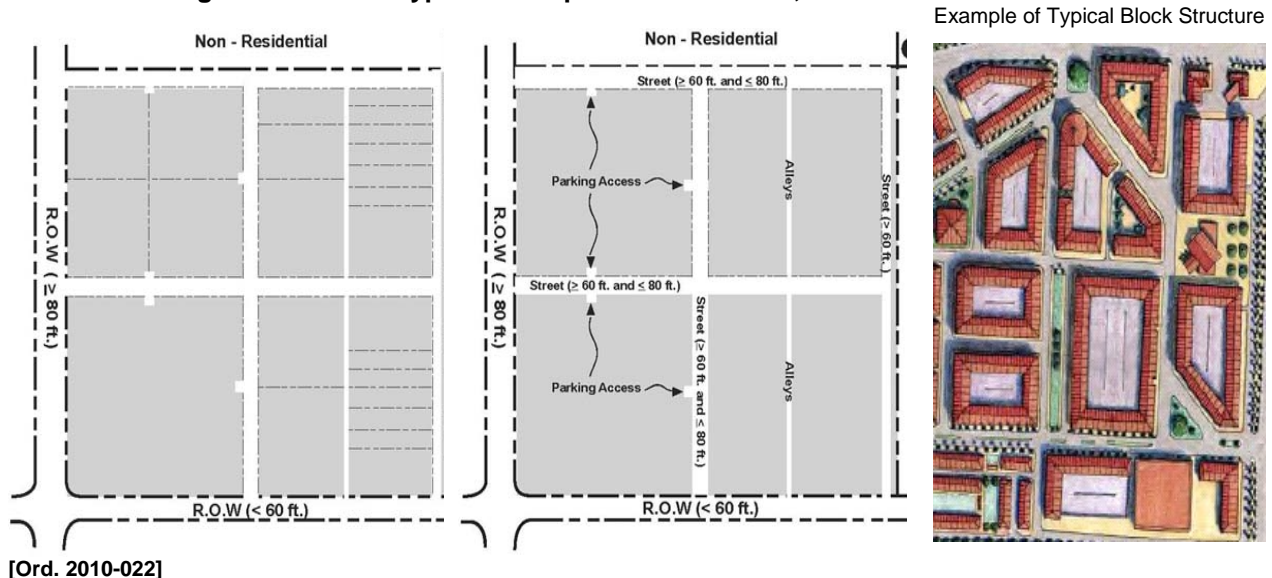 Example of Typical Block Structure
Non - Residential
R.O.W ( ≥ 80 ft.)
R.O.W (< 60 ft.)
Non - Residential
Street (≥ 60 ft. and ≤ 80 ft.)
Parking Access
Alleys
Street (≥ 60 ft.)
R.O.W ( ≥ 80 ft.)
Street (≥ 60 ft. and ≤ 80 ft.)
Street (≥ 60 ft. and ≤ 80 ft.)
Parking Access
Alleys
R.O.W (< 60 ft.)
[Ord. 2010-022]